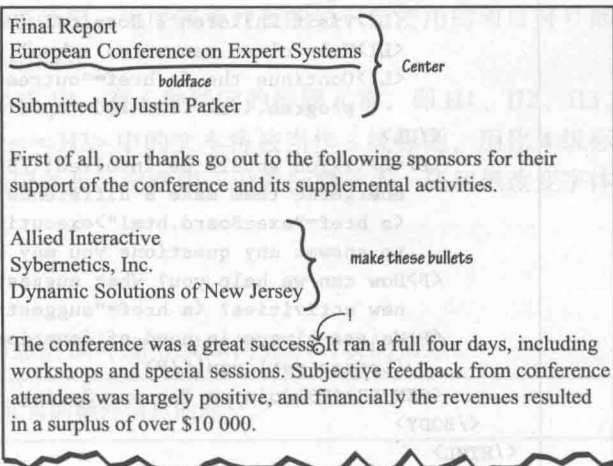 Final Report
European Conference on Expert Systems
Center
boldface
Submitted by Justin Parker
First of all, our thanks go out to the following sponsors for their
support of the conference and its supplemental activities.
Allied Interactive
Sybernetics, Inc.
make these bullets
Dynamic Solutions of New Jersey
The conference was a great success. It ran a full four days, including
workshops and special sessions. Subjective feedback from conference
attendees was largely positive, and financially the revenues resulted
in a surplus of over $10 000.